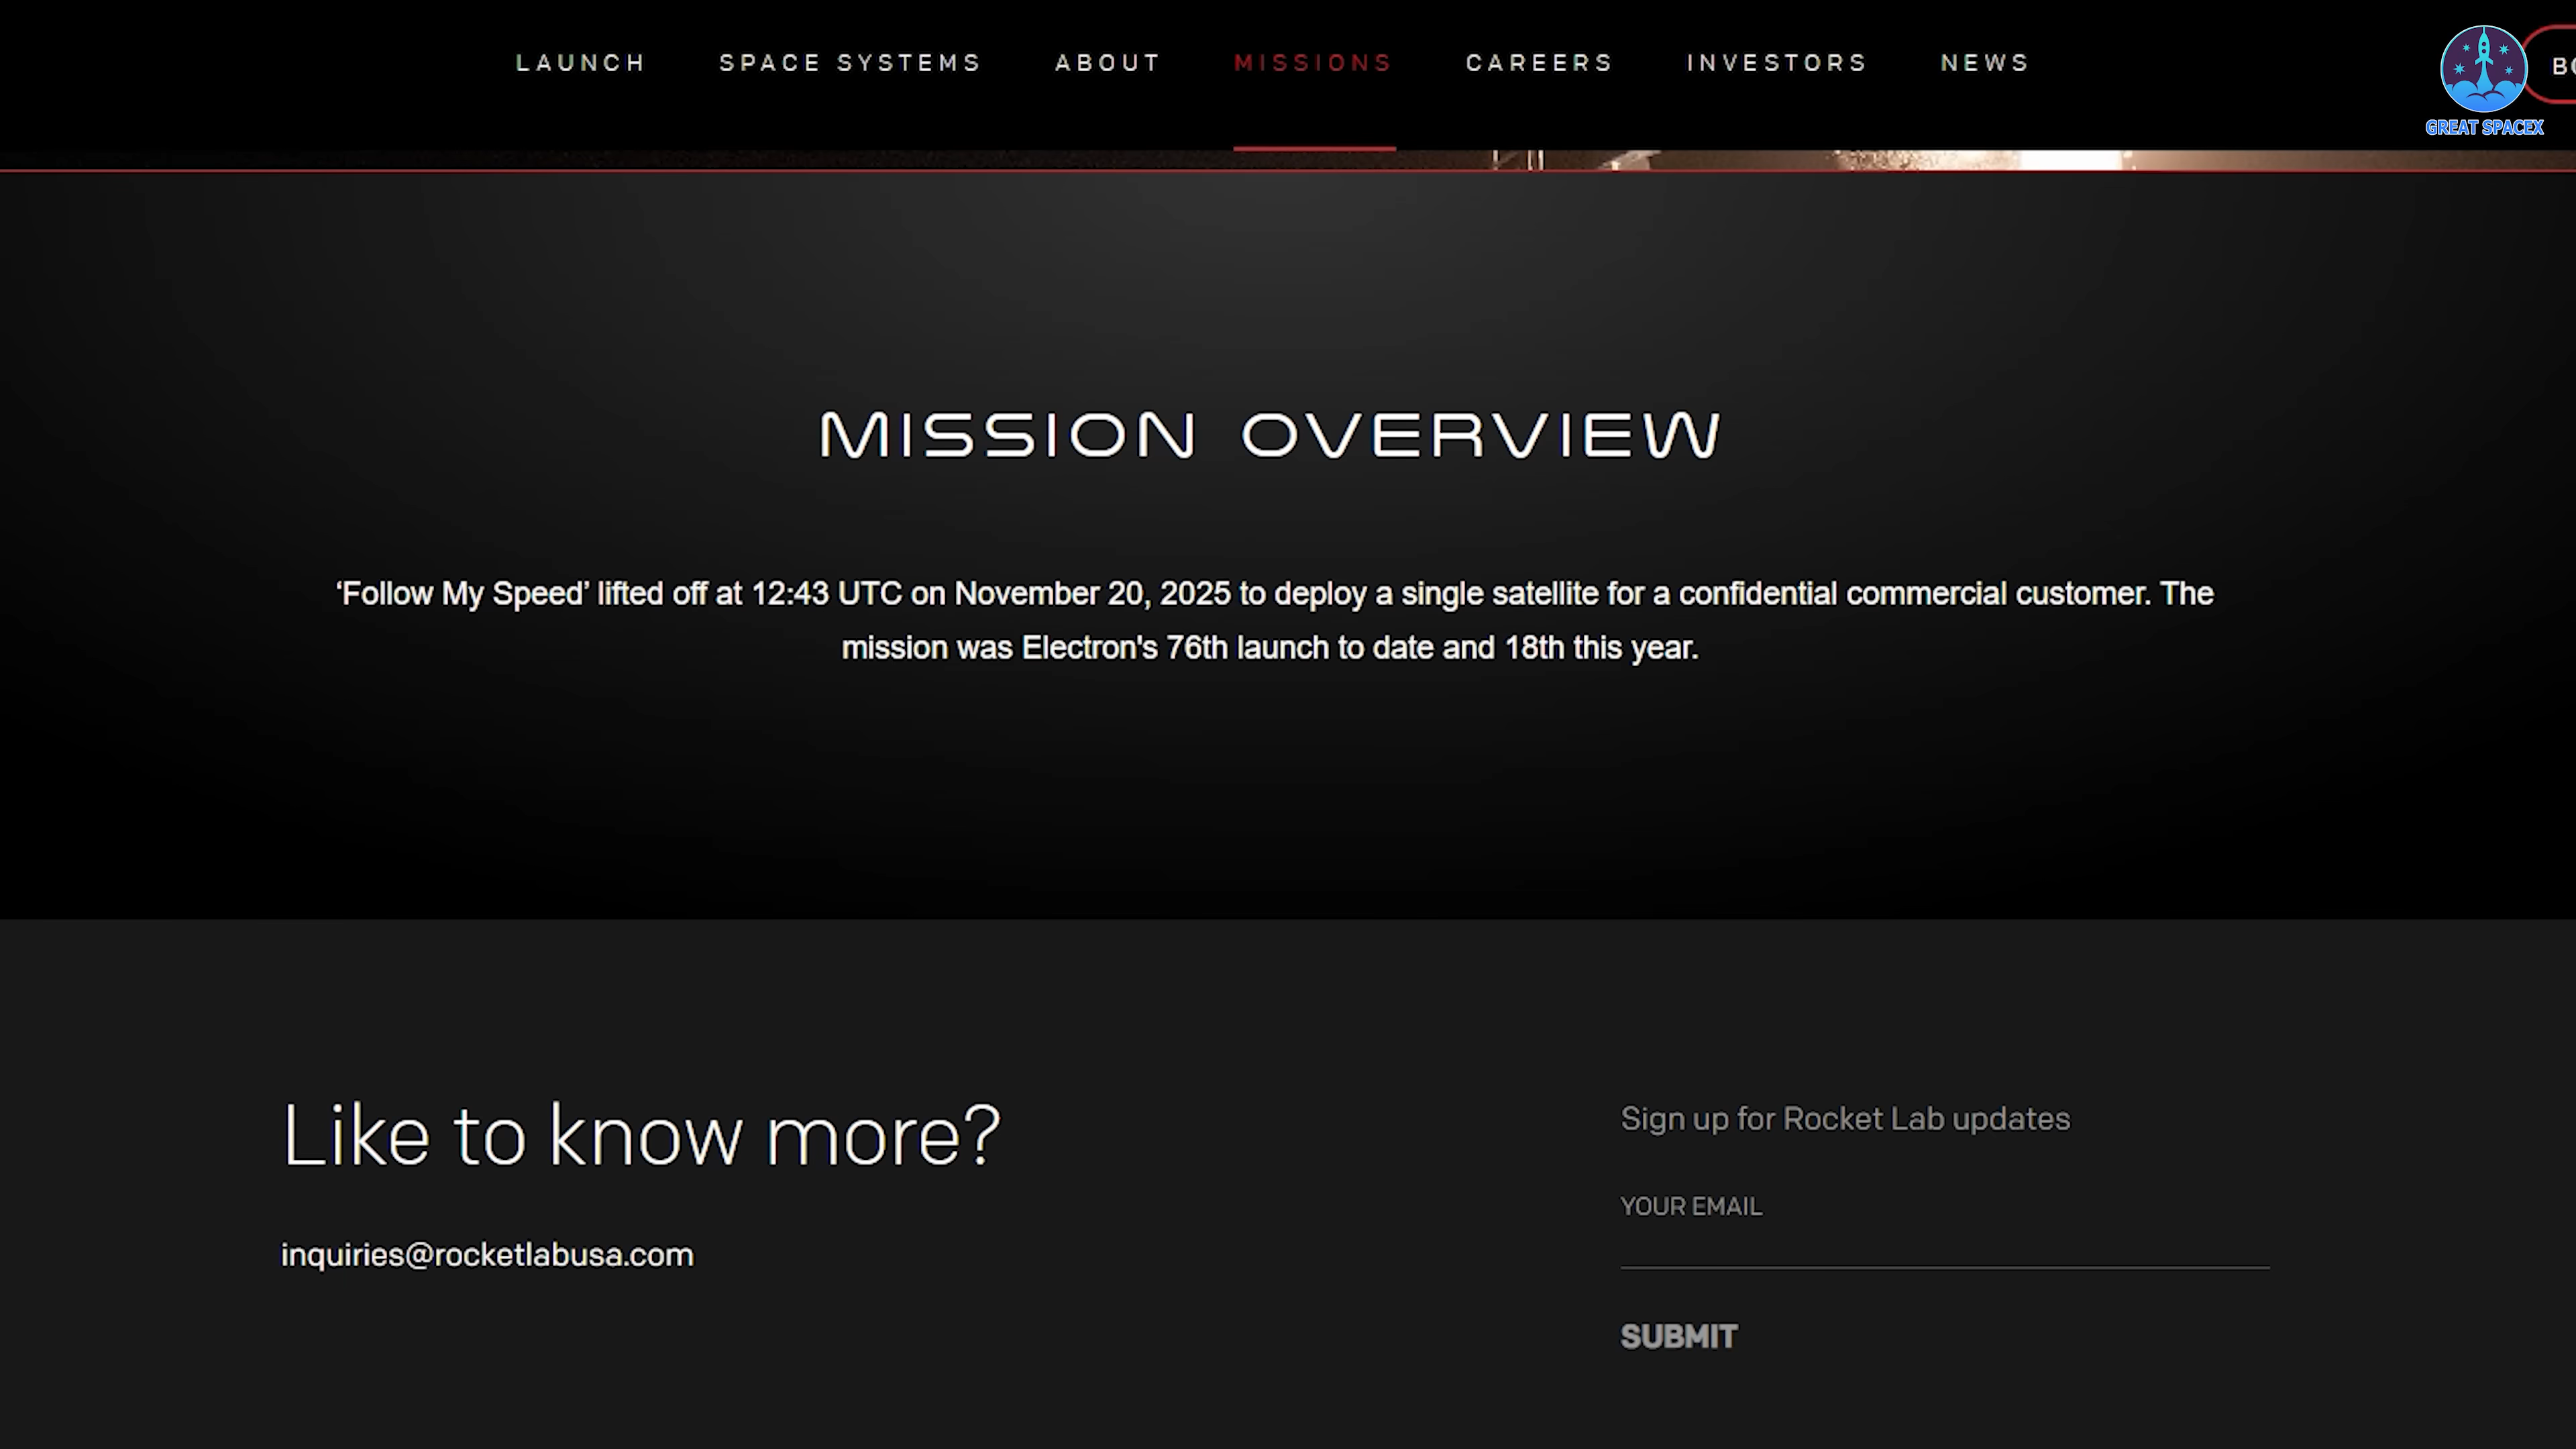 LAUNCH SPACE SYSTEMS ABOUT MISSIONS CAREERS INVESTORS NEWS
GREAT SPACEX
MISSION OVERVIEW
‘Follow My Speed’ lifted off at 12:43 UTC on November 20, 2025 to deploy a single satellite for a confidential commercial customer. The
mission was Electron's 76th launch to date and 18th this year.
Like to know more?
inquiries@rocketlabusa.com
Sign up for Rocket Lab updates
YOUR EMAIL
SUBMIT